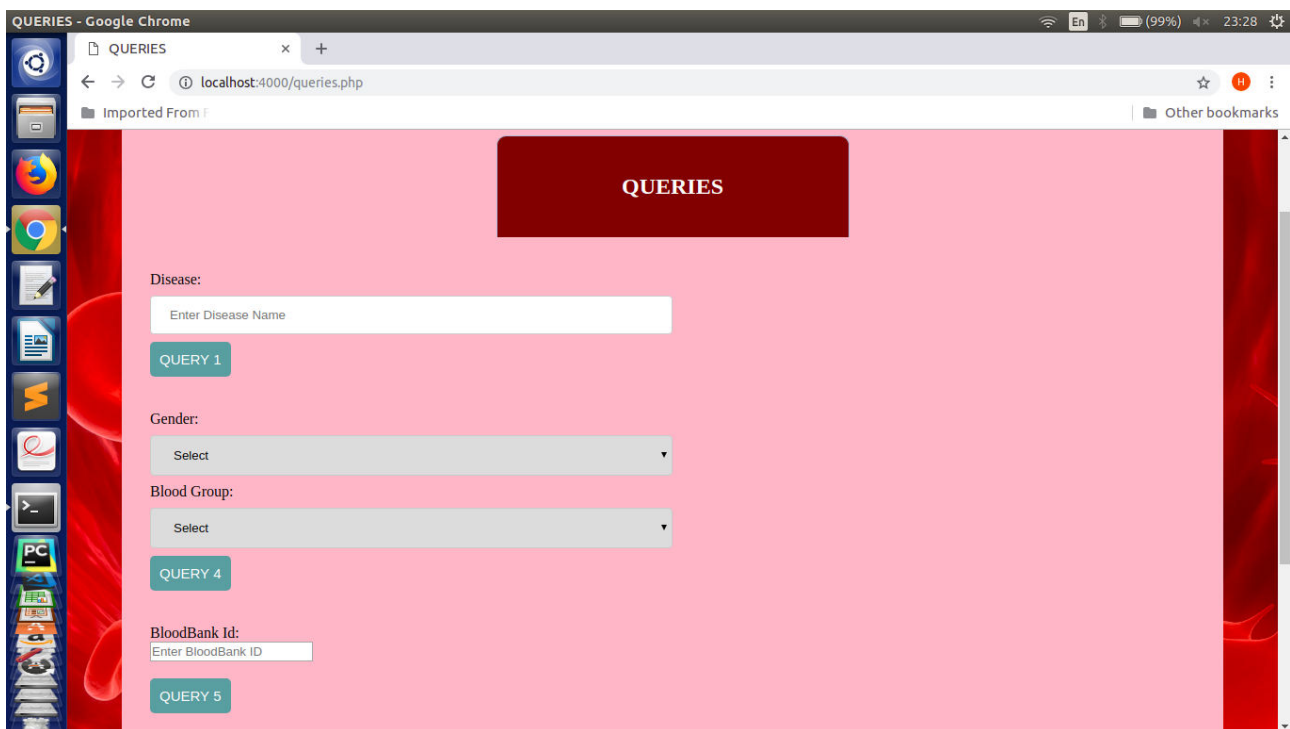 QUERIES - Google Chrome
En (99%) 23:28
QUERIES × +
localhost:4000/queries.php H
Imported From F Other bookmarks
QUERIES
Disease:
Enter Disease Name
QUERY 1
Gender:
Select
Blood Group:
Select
QUERY 4
BloodBank Id:
Enter BloodBank ID
QUERY 5
>_
PC
a